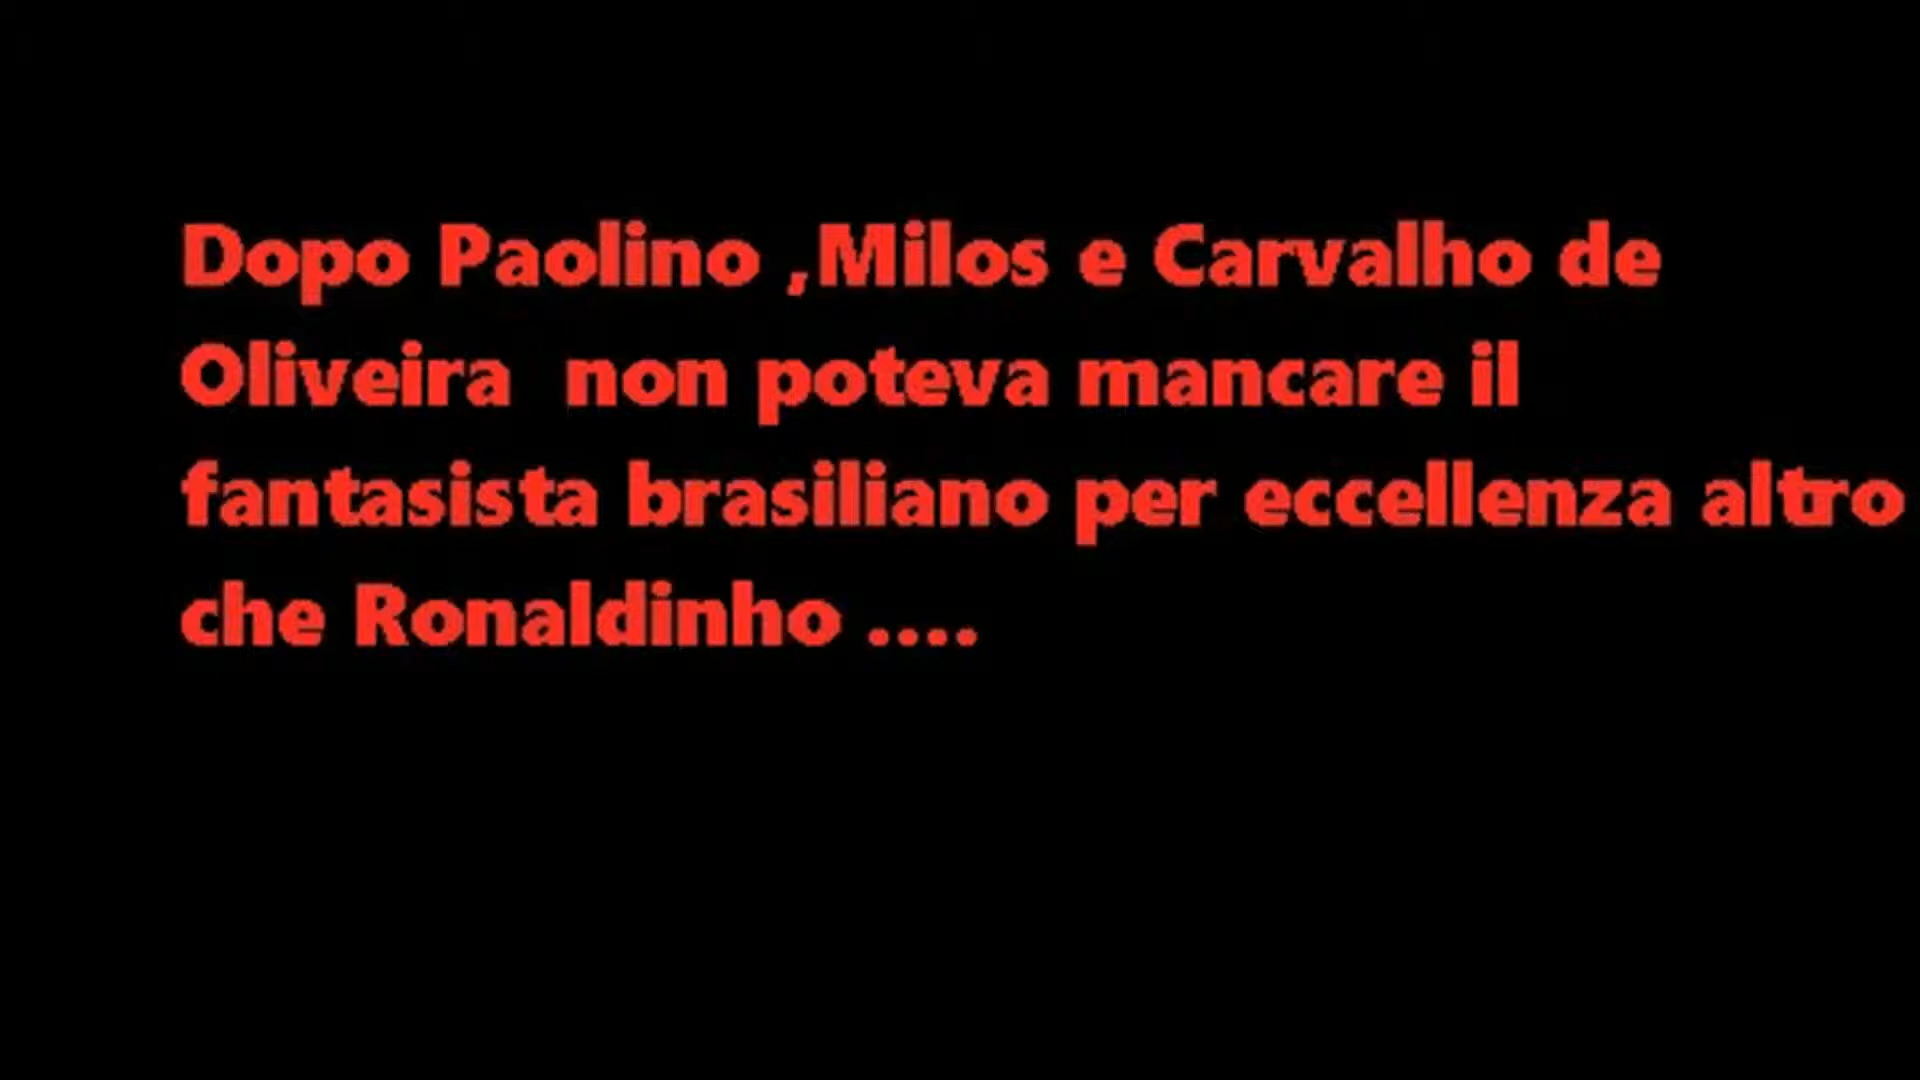 Dopo Paolino ,Milos e Carvalho de
Oliveira  non poteva mancare il
fantasista brasiliano per eccellenza altro
che Ronaldinho ....